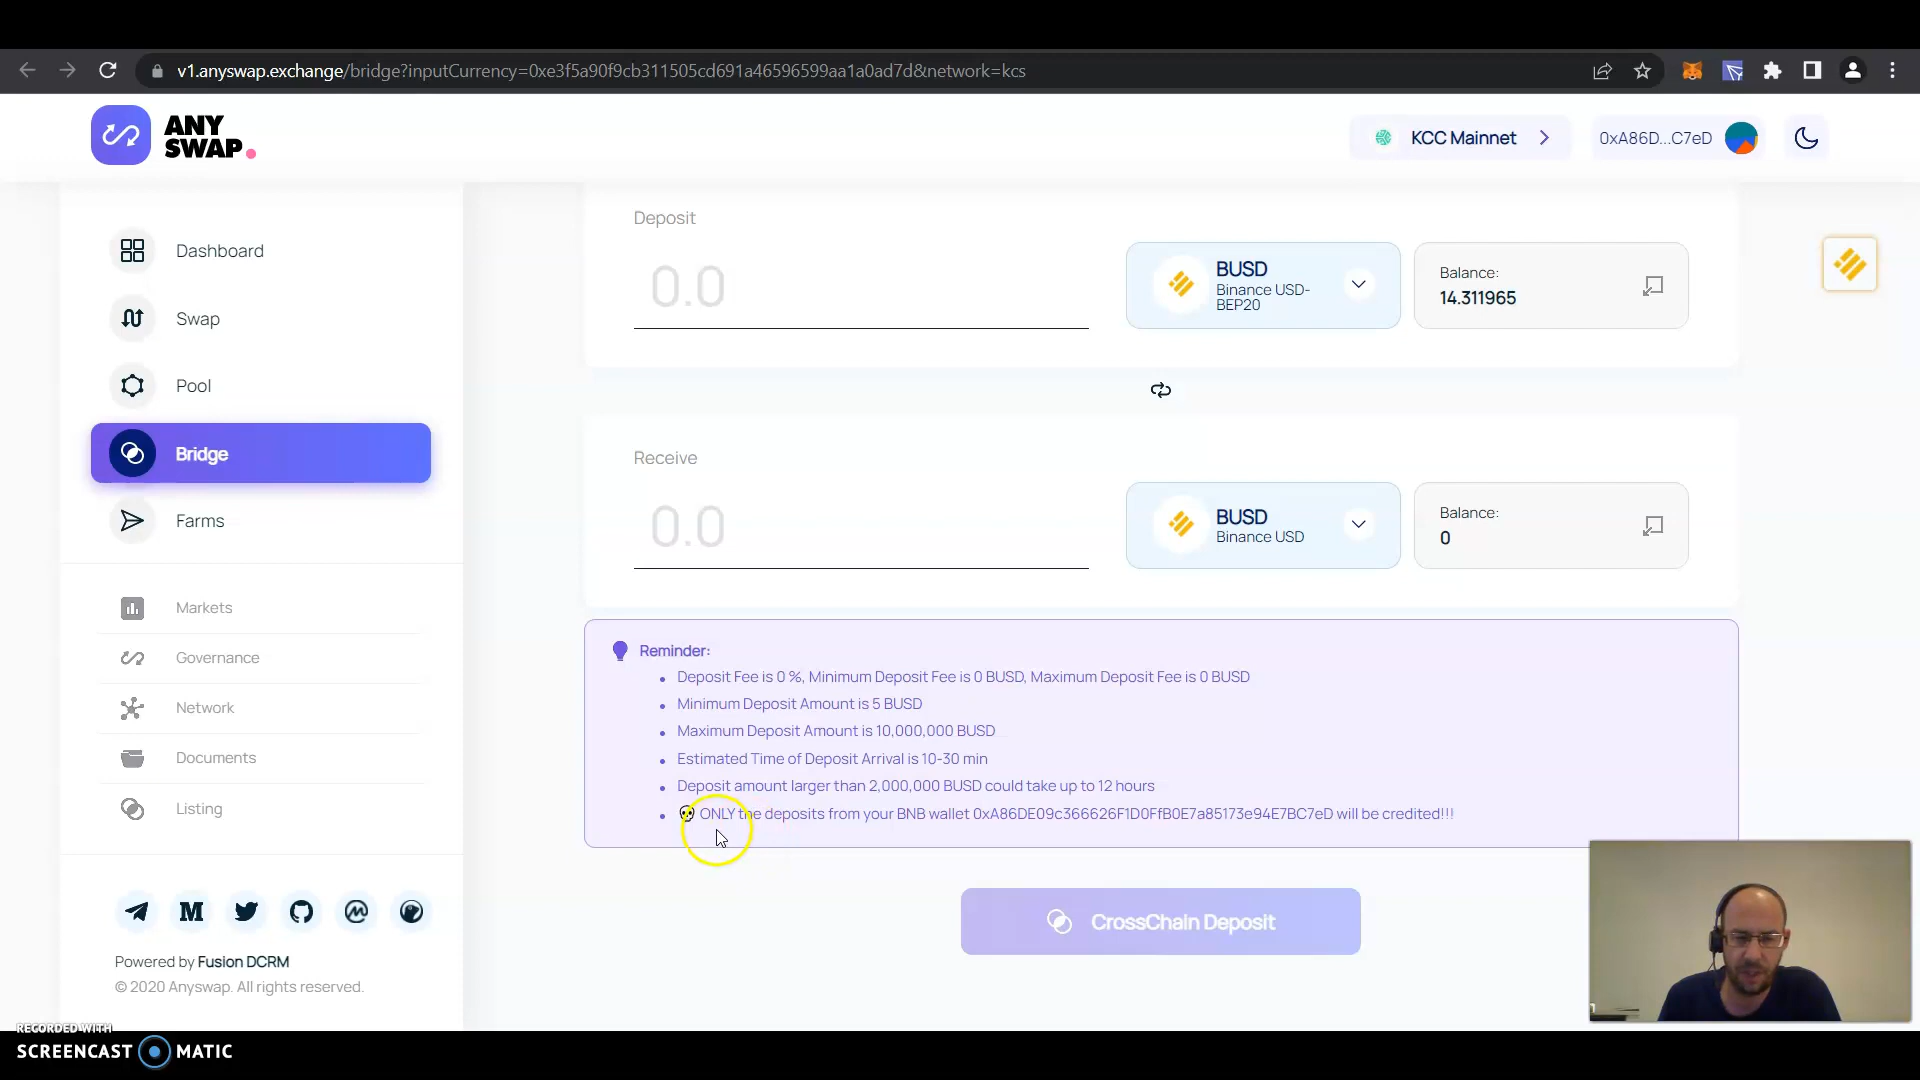 v1.anyswap.exchange/bridge?inputCurrency=0xe3f5a90f9cb311505cd691a46596599aa1a0ad7d&network=kcs
ANY
SWAP
KCC Mainnet
0xA86D...C7eD
Dashboard
Swap
Pool
Bridge
Farms
Markets
Governance
Network
Documents
Listing
Powered by Fusion DCRM
© 2020 Anyswap. All rights reserved.
Deposit
0.0
BUSD
Binance USD-
BEP20
Balance:
14.311965
Receive
0.0
BUSD
Binance USD
Balance:
0
Reminder:
Deposit Fee is 0 %, Minimum Deposit Fee is 0 BUSD, Maximum Deposit Fee is 0 BUSD
Minimum Deposit Amount is 5 BUSD
Maximum Deposit Amount is 10,000,000 BUSD
Estimated Time of Deposit Arrival is 10-30 min
Deposit amount larger than 2,000,000 BUSD could take up to 12 hours
ONLY the deposits from your BNB wallet 0xA86DE09c366626F1D0FfB0E7a85173e94E7BC7eD will be credited!!!
CrossChain Deposit
RECORDED WITH
SCREENCAST MATIC